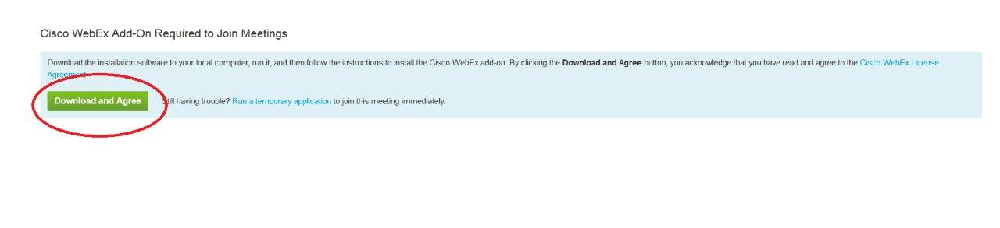 Cisco WebEx Add-On Required to Join Meetings
Download the installation software to your local computer, run it, and then follow the instructions to install the Cisco WebEx add-on. By clicking the Download and Agree button, you acknowledge that you have read and agree to the Cisco WebEx License
Agreement.
Download and Agree Still having trouble? Run a temporary application to join this meeting immediately.